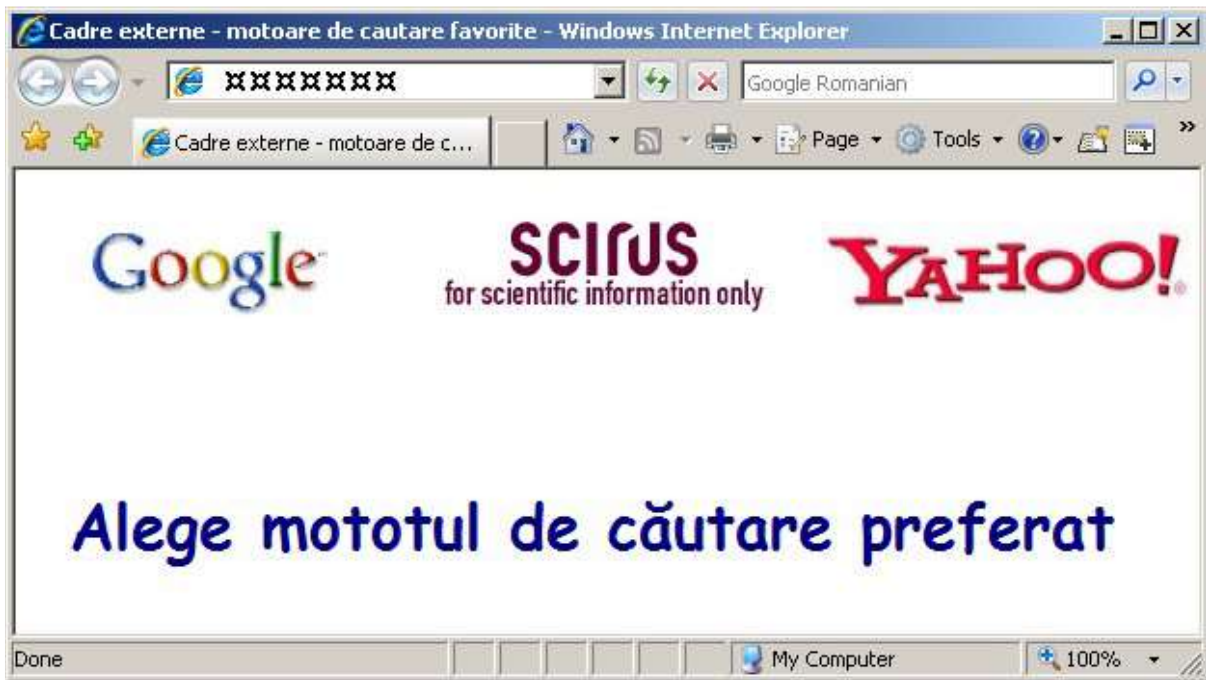 Cadre externe - motoare de cautare favorite - Windows Internet Explorer
¤¤¤¤¤¤¤ Google Romanian
Cadre externe - motoare de c... Page Tools »
Google SCIRUS YAHOO!
for scientific information only
Alege mototul de căutare preferat
Done My Computer 100%